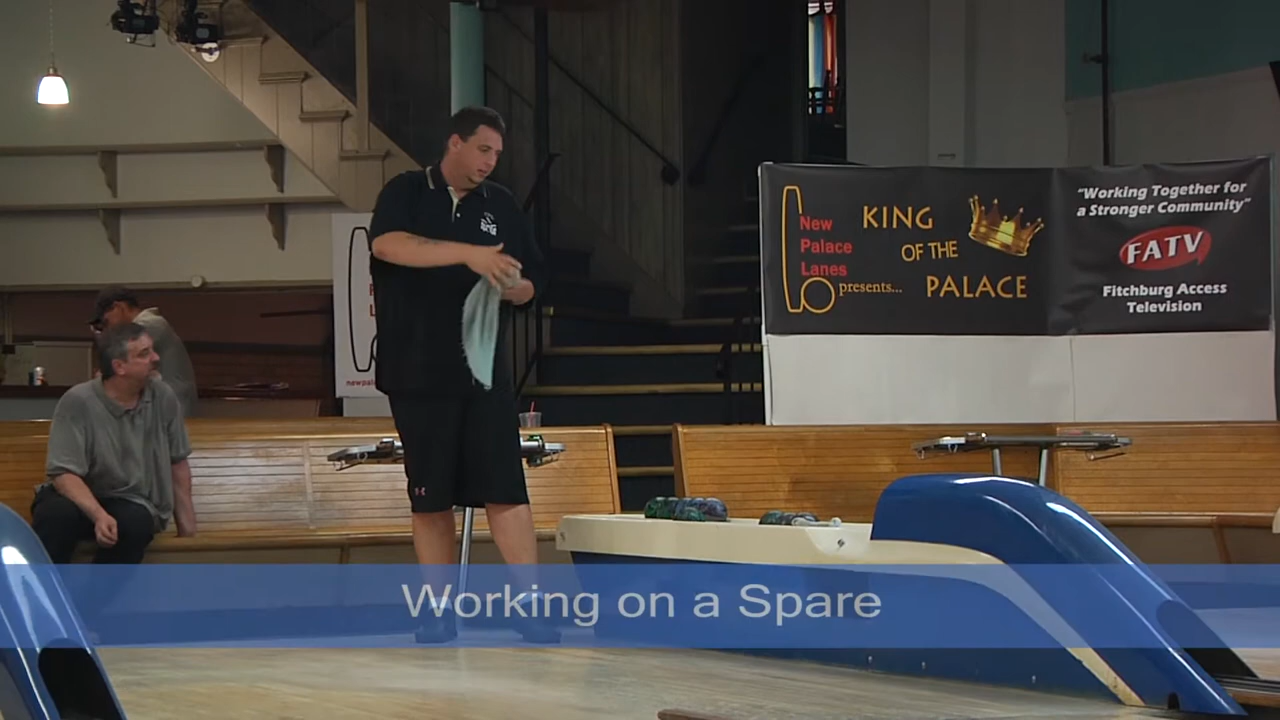 New
Palace
Lanes
presents...
KING
OF THE
PALACE
"Working Together for
a Stronger Community"
FATV
Fitchburg Access
Television
Working on a Spare